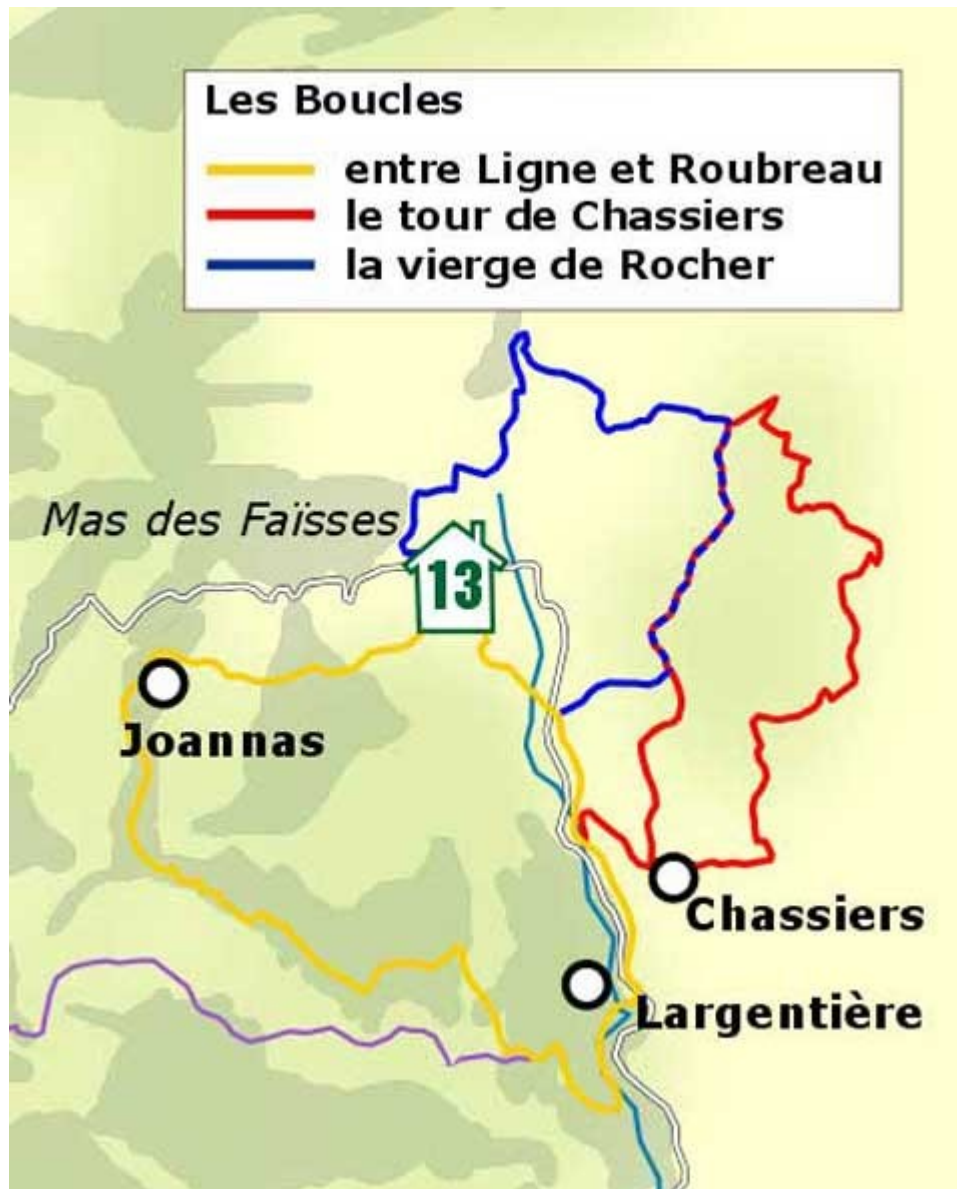 Les Boucles
entre Ligne et Roubreau
le tour de Chassiers
la vierge de Rocher
Mas des Faïsses
13
Joannas
Chassiers
Largentière